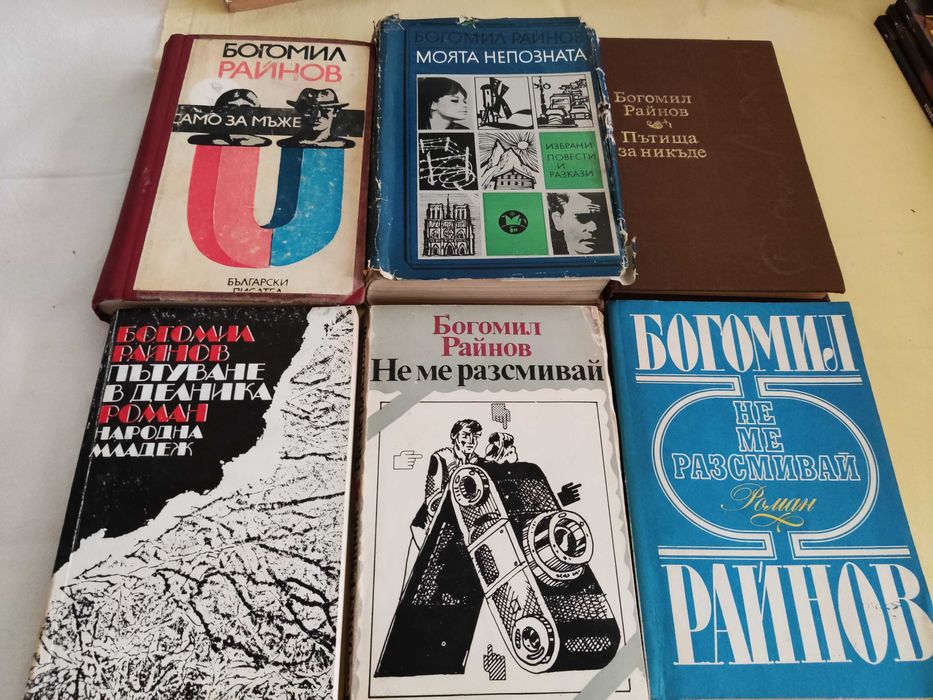 БОГОМИЛ
РАЙНОВ
САМО ЗА МЪЖЕ
БЪЛГАРСКИ
ПИСАТЕЛ
БОГОМИЛ РАЙНОВ
МОЯТА НЕПОЗНАТА
ИЗБРАНИ
ПОВЕСТИ
И
РАЗКАЗИ
Богомил
Райнов
Пътища
за никъде
БОГОМИЛ
РАЙНОВ
ПЪТУВАНЕ
В ДЕЛНИКА
РОМАН
НАРОДНА
МЛАДЕЖ
Богомил
Райнов
Не ме разсмивай
БОГОМИЛ
НЕ
МЕ
РАЗСМИВАЙ
Роман
РАЙНОВ